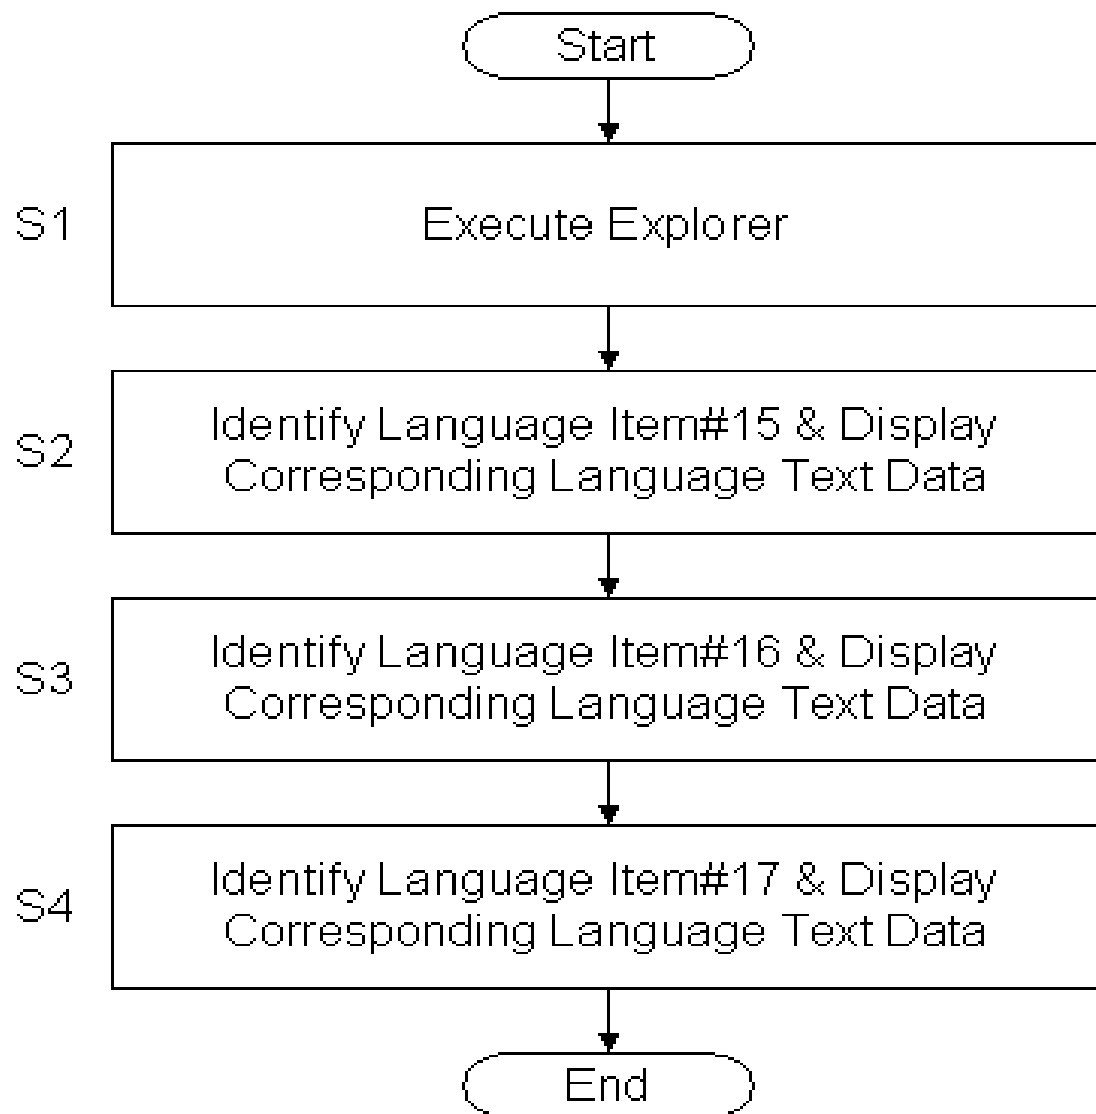 Start
S1
Execute Explorer
S2
Identify Language Item#15 & Display
Corresponding Language Text Data
S3
Identify Language Item#16 & Display
Corresponding Language Text Data
S4
Identify Language Item#17 & Display
Corresponding Language Text Data
End